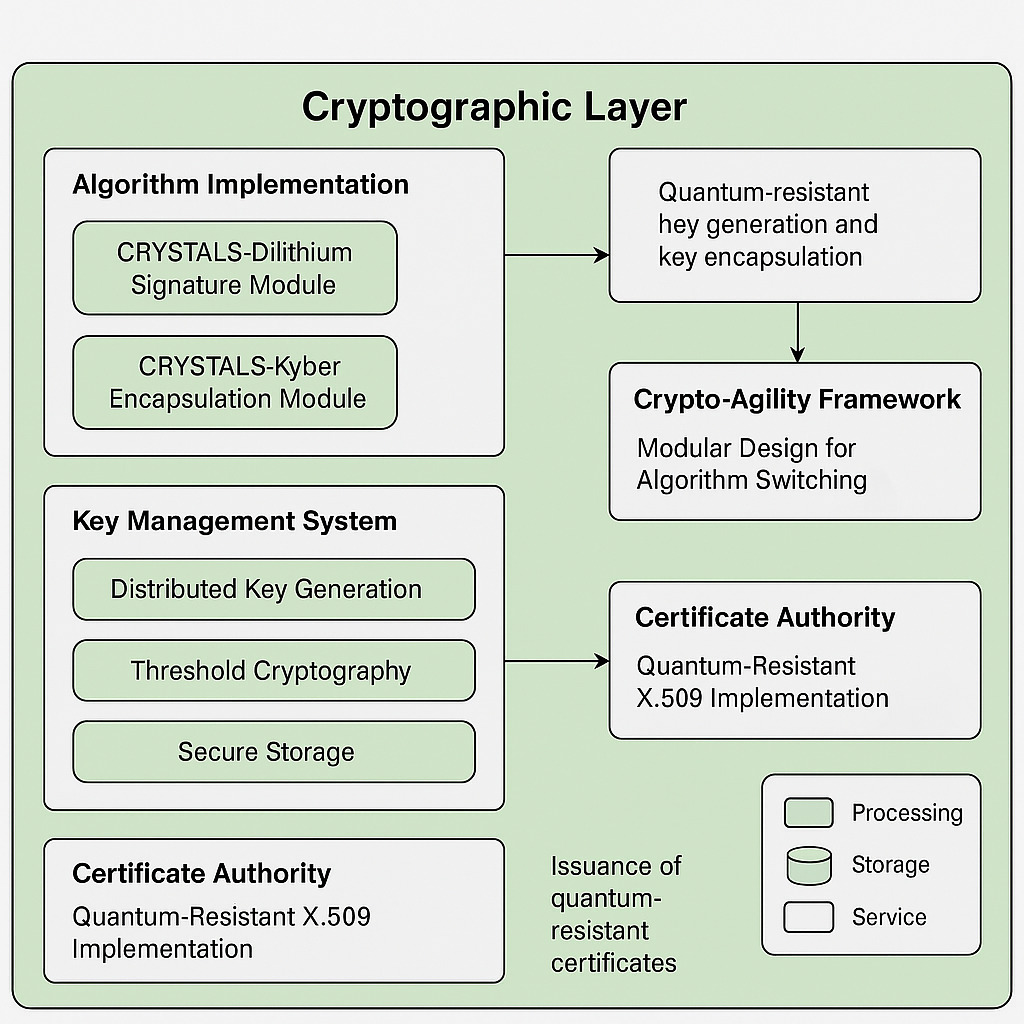 Cryptographic Layer
Algorithm Implementation
CRYSTALS-Dilithium
Signature Module
CRYSTALS-Kyber
Encapsulation Module
Quantum-resistant
hey generation and
key encapsulation
Crypto-Agility Framework
Modular Design for
Algorithm Switching
Key Management System
Distributed Key Generation
Threshold Cryptography
Secure Storage
Certificate Authority
Quantum-Resistant
X.509 Implementation
Certificate Authority
Quantum-Resistant X.509
Implementation
Issuance of
quantum-
resistant
certificates
Processing
Storage
Service